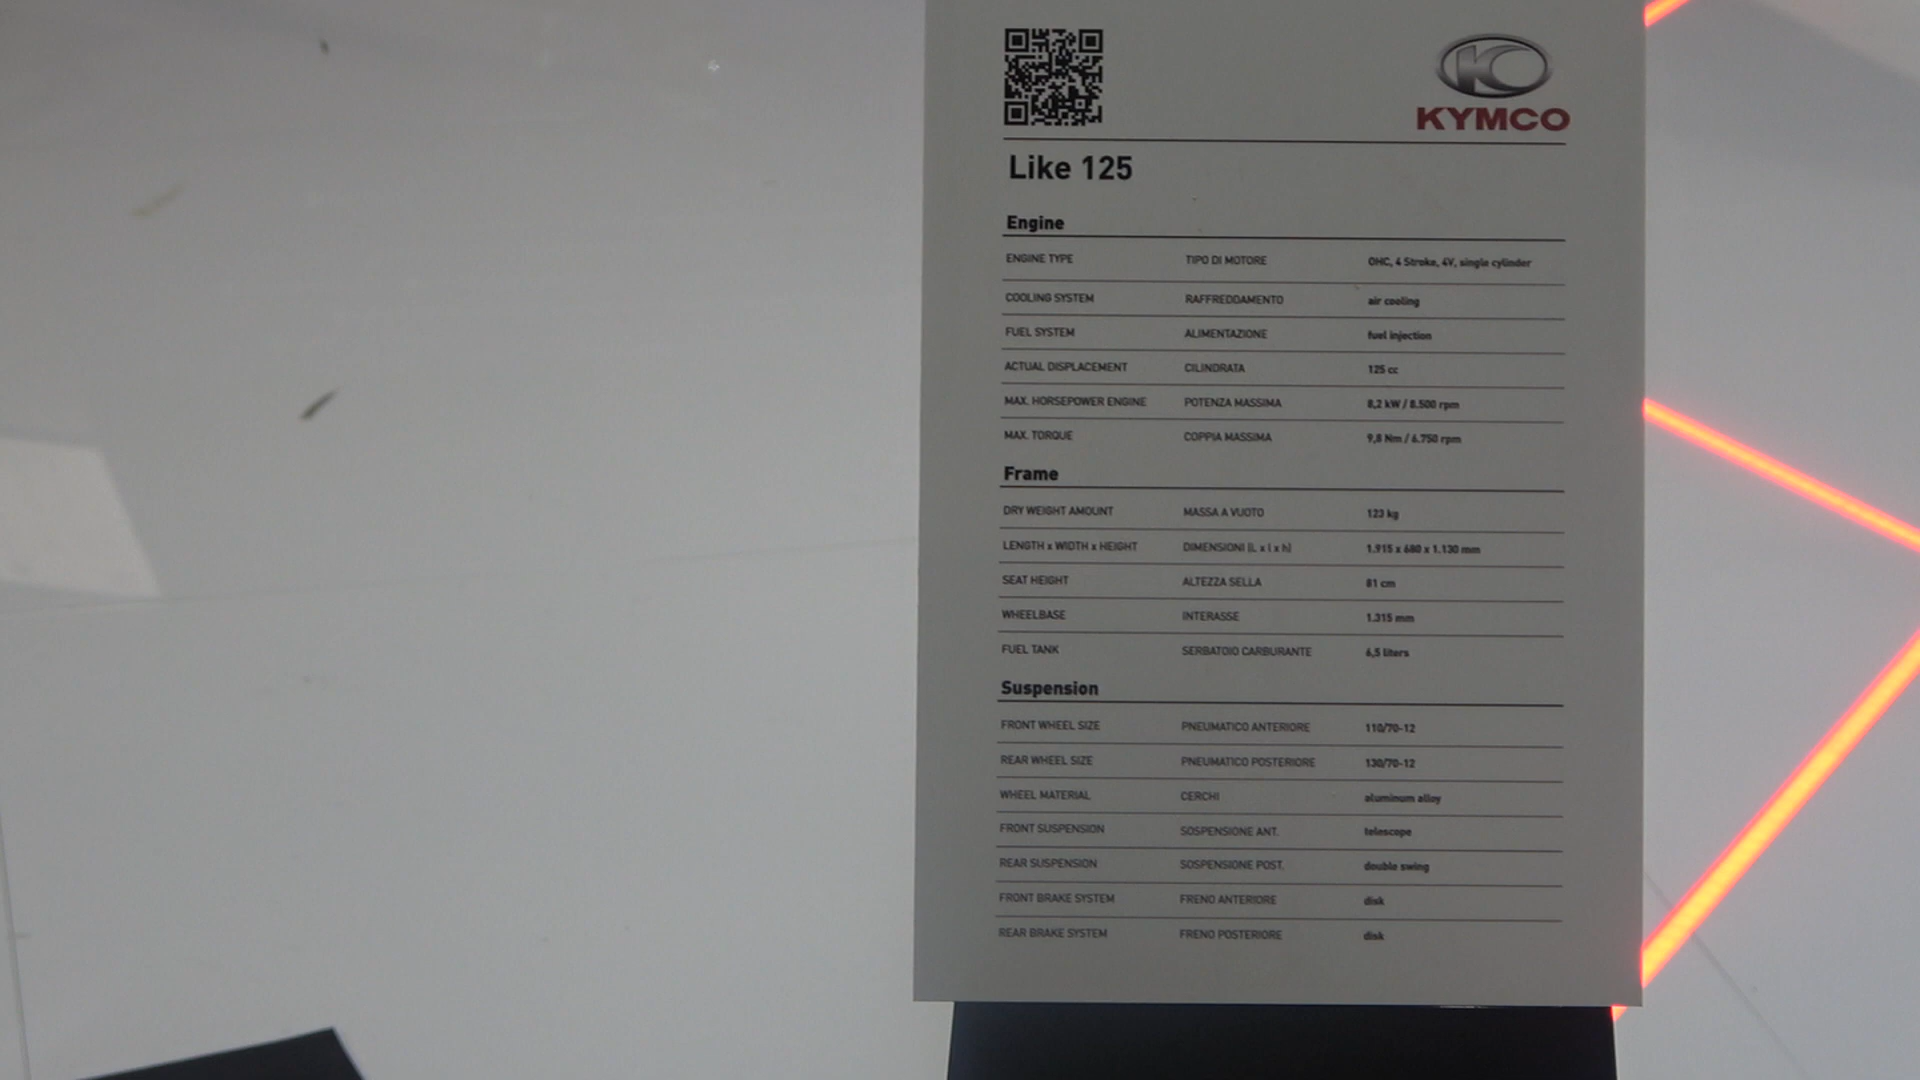 KYMCO
Like 125
Engine
ENGINE TYPE TIPO DI MOTORE OHC, 4 Stroke, 4V, single cylinder
COOLING SYSTEM RAFFREDDAMENTO air cooling
FUEL SYSTEM ALIMENTAZIONE fuel injection
ACTUAL DISPLACEMENT CILINDRATA 125 cc
MAX. HORSEPOWER ENGINE POTENZA MASSIMA 8,2 kW / 8.500 rpm
MAX. TORQUE COPPIA MASSIMA 9,8 Nm / 6.750 rpm
Frame
DRY WEIGHT AMOUNT MASSA A VUOTO 123 kg
LENGTH x WIDTH x HEIGHT DIMENSIONI (L x l x h) 1.915 x 680 x 1.130 mm
SEAT HEIGHT ALTEZZA SELLA 81 cm
WHEELBASE INTERASSE 1.315 mm
FUEL TANK SERBATOIO CARBURANTE 6,5 liters
Suspension
FRONT WHEEL SIZE PNEUMATICO ANTERIORE 110/70-12
REAR WHEEL SIZE PNEUMATICO POSTERIORE 130/70-12
WHEEL MATERIAL CERCHI aluminum alloy
FRONT SUSPENSION SOSPENSIONE ANT. telescope
REAR SUSPENSION SOSPENSIONE POST. double swing
FRONT BRAKE SYSTEM FRENO ANTERIORE disk
REAR BRAKE SYSTEM FRENO POSTERIORE disk